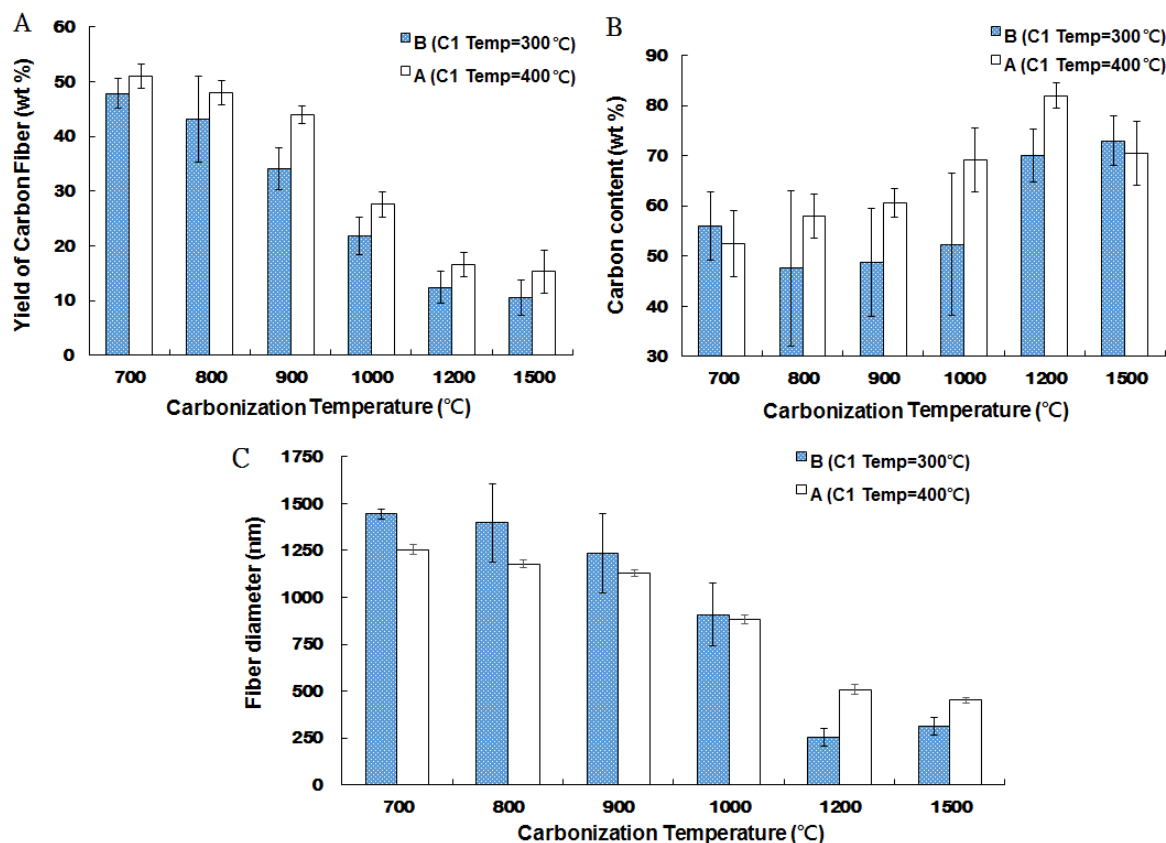 A
60
50
40
30
20
10
0
Yield of Carbon Fiber (wt %)
B (C1 Temp=300℃)
A (C1 Temp=400℃)
700 800 900 1000 1200 1500
Carbonization Temperature (℃)
B
90
80
70
60
50
40
30
Carbon content (wt %)
B (C1 Temp=300℃)
A (C1 Temp=400℃)
700 800 900 1000 1200 1500
Carbonization Temperature (℃)
C
1750
1500
1250
1000
750
500
250
0
Fiber diameter (nm)
B (C1 Temp=300℃)
A (C1 Temp=400℃)
700 800 900 1000 1200 1500
Carbonization Temperature (℃)